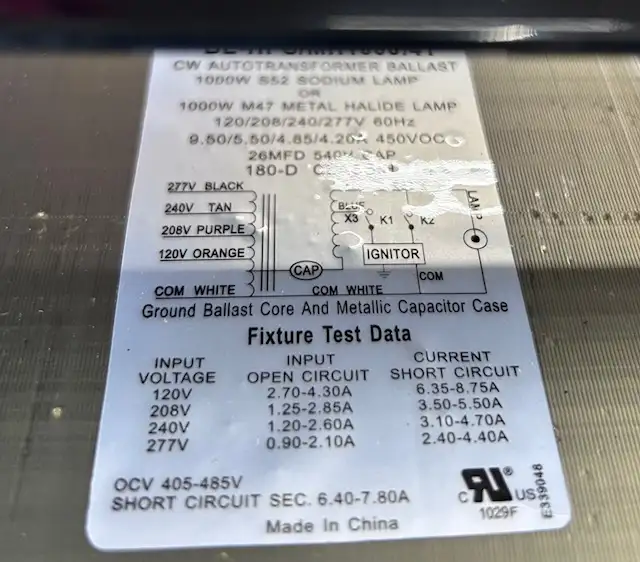 CW AUTOTRANSFORMER BALLAST
1000W S52 SODIUM LAMP
OR
1000W M47 METAL HALIDE LAMP
120/208/240/277V 60Hz
9.50/5.50/4.85/4.20A 450VOC
26MFD 540V CAP
180-D
277V BLACK
240V TAN
208V PURPLE
120V ORANGE
COM WHITE
BLUE
X3
K1
K2
LAMP
IGNITOR
CAP
COM
COM WHITE
Ground Ballast Core And Metallic Capacitor Case
Fixture Test Data
INPUT INPUT CURRENT
VOLTAGE OPEN CIRCUIT SHORT CIRCUIT
120V 2.70-4.30A 6.35-8.75A
208V 1.25-2.85A 3.50-5.50A
240V 1.20-2.60A 3.10-4.70A
277V 0.90-2.10A 2.40-4.40A
OCV 405-485V
SHORT CIRCUIT SEC. 6.40-7.80A
Made In China
C RU® US
1029F
E339048